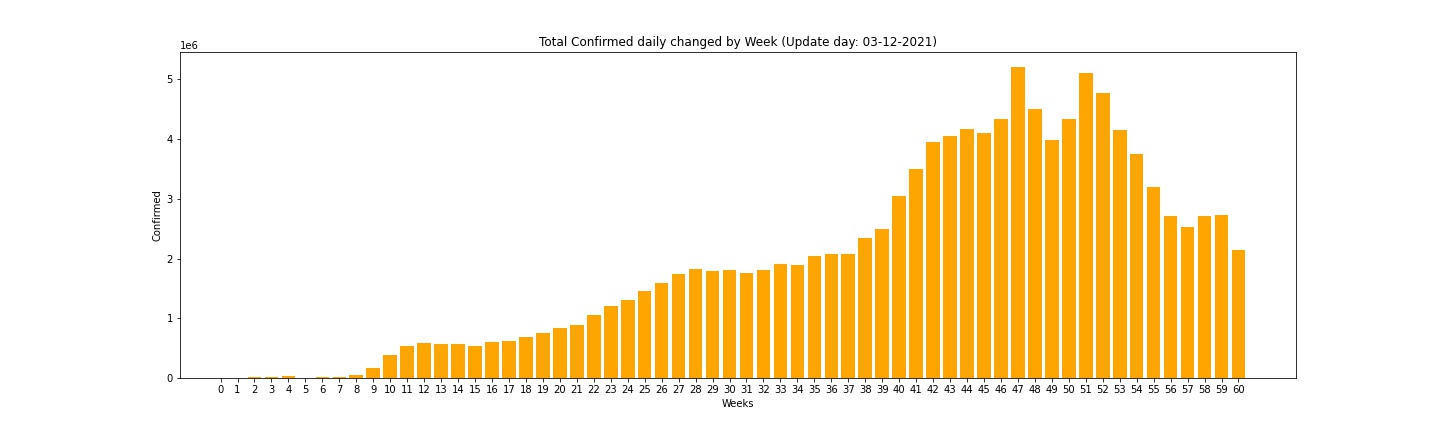 Total Confirmed daily changed by Week (Update day: 03-12-2021)
1e6
5
4
3
2
1
0
Confirmed
0 1 2 3 4 5 6 7 8 9 10 11 12 13 14 15 16 17 18 19 20 21 22 23 24 25 26 27 28 29 30 31 32 33 34 35 36 37 38 39 40 41 42 43 44 45 46 47 48 49 50 51 52 53 54 55 56 57 58 59 60
Weeks